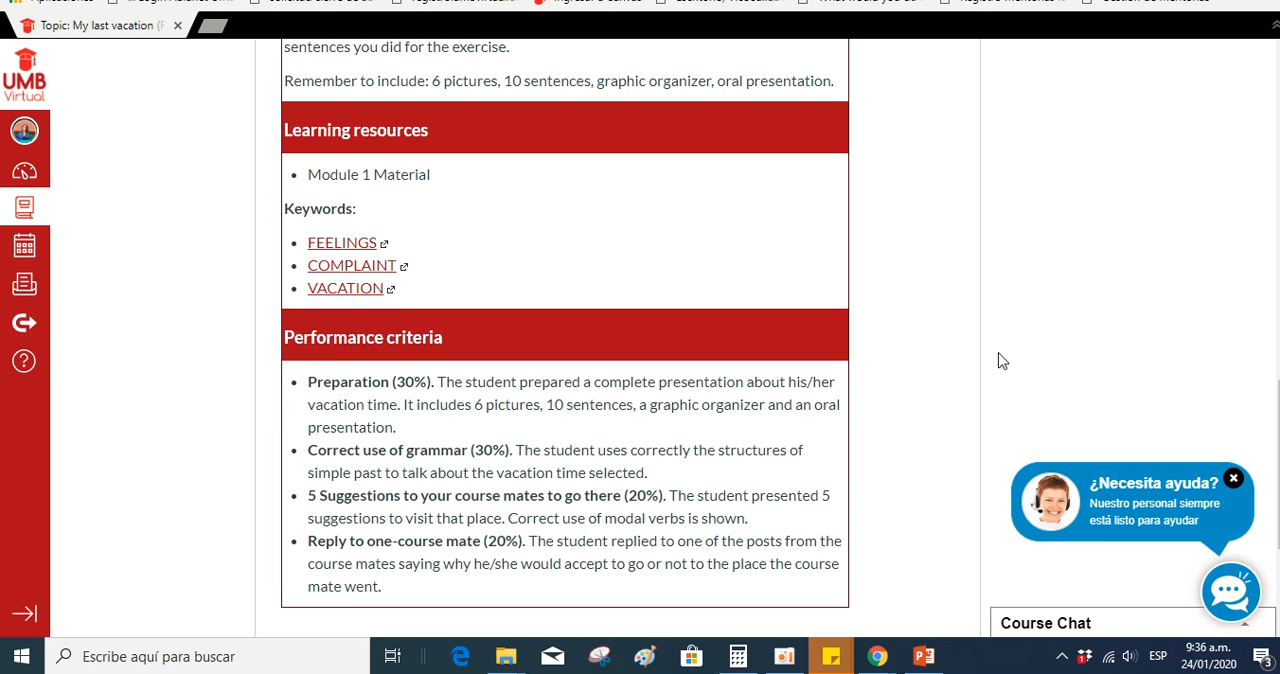 Topic: My last vacation (F
UMB
Virtual
sentences you did for the exercise.
Remember to include: 6 pictures, 10 sentences, graphic organizer, oral presentation.
Learning resources
• Module 1 Material
Keywords:
• FEELINGS
• COMPLAINT
• VACATION
Performance criteria
• Preparation (30%). The student prepared a complete presentation about his/her
vacation time. It includes 6 pictures, 10 sentences, a graphic organizer and an oral
presentation.
• Correct use of grammar (30%). The student uses correctly the structures of
simple past to talk about the vacation time selected.
• 5 Suggestions to your course mates to go there (20%). The student presented 5
suggestions to visit that place. Correct use of modal verbs is shown.
• Reply to one-course mate (20%). The student replied to one of the posts from the
course mates saying why he/she would accept to go or not to the place the course
mate went.
¿Necesita ayuda?
Nuestro personal siempre
está listo para ayudar
Course Chat
Escribe aquí para buscar
ESP
9:36 a.m.
24/01/2020
3